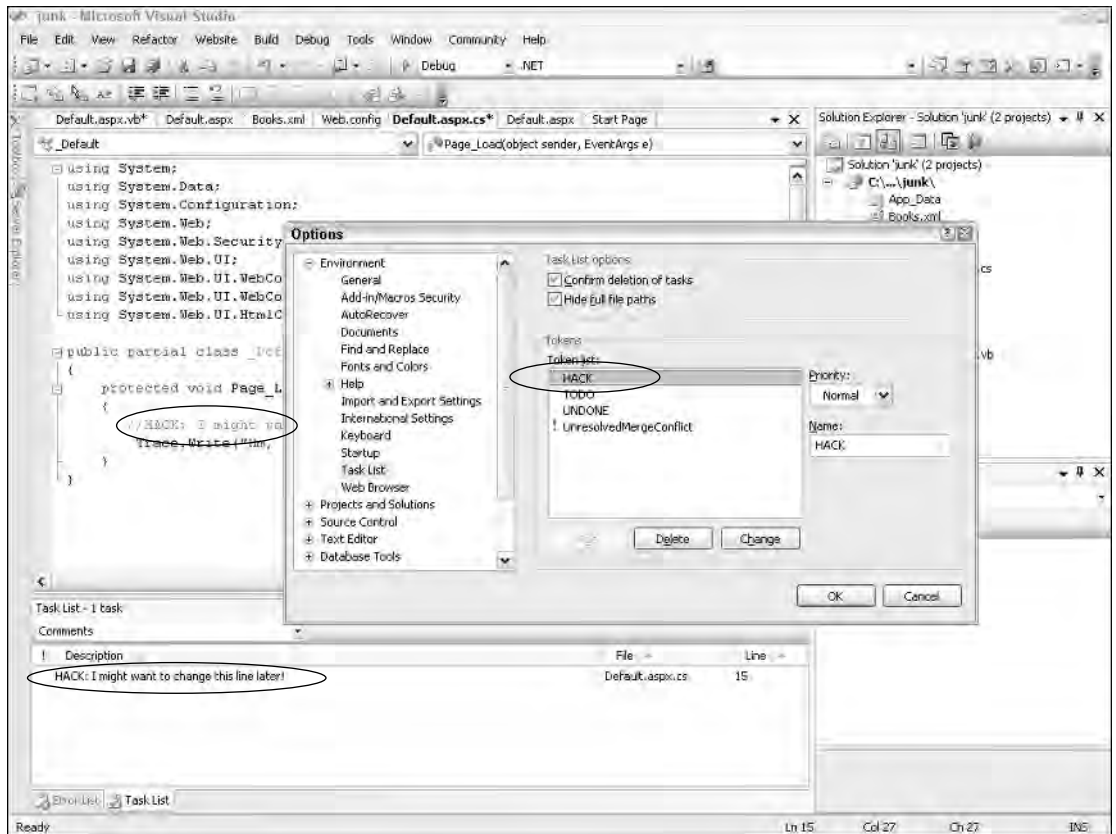 junk - Microsoft Visual Studio
File Edit View Refactor Website Build Debug Tools Window Community Help
Debug .NET
Default.aspx.vb* Default.aspx Books.xml Web.config Default.aspx.cs* Default.aspx Start Page
Solution Explorer - Solution 'junk' (2 projects)
_Default
Page_Load(object sender, EventArgs e)
Toolbox
Server Explorer
Solution 'junk' (2 projects)
C:\...\junk\
App_Data
Books.xml
.cs
.vb
using System;
using System.Data;
using System.Configuration;
using System.Web;
using System.Web.Security
using System.Web.UI;
using System.Web.UI.WebCo
using System.Web.UI.WebCo
using System.Web.UI.HtmlC
public partial class _Def
{
protected void Page_L
{
//HACK: I might wa
Trace.Write("Hm,
}
}
Options
Environment
General
Add-in/Macros Security
AutoRecover
Documents
Find and Replace
Fonts and Colors
Help
Import and Export Settings
International Settings
Keyboard
Startup
Task List
Web Browser
Projects and Solutions
Source Control
Text Editor
Database Tools
Task List options
Confirm deletion of tasks
Hide full file paths
Tokens
Token list:
HACK
TODO
UNDONE
! UnresolvedMergeConflict
Priority:
Normal
Name:
HACK
Delete Change
OK Cancel
Task List - 1 task
Comments
! Description File Line
HACK: I might want to change this line later! Default.aspx.cs 15
Error List Task List
Ready Ln 15 Col 27 Ch 27 INS